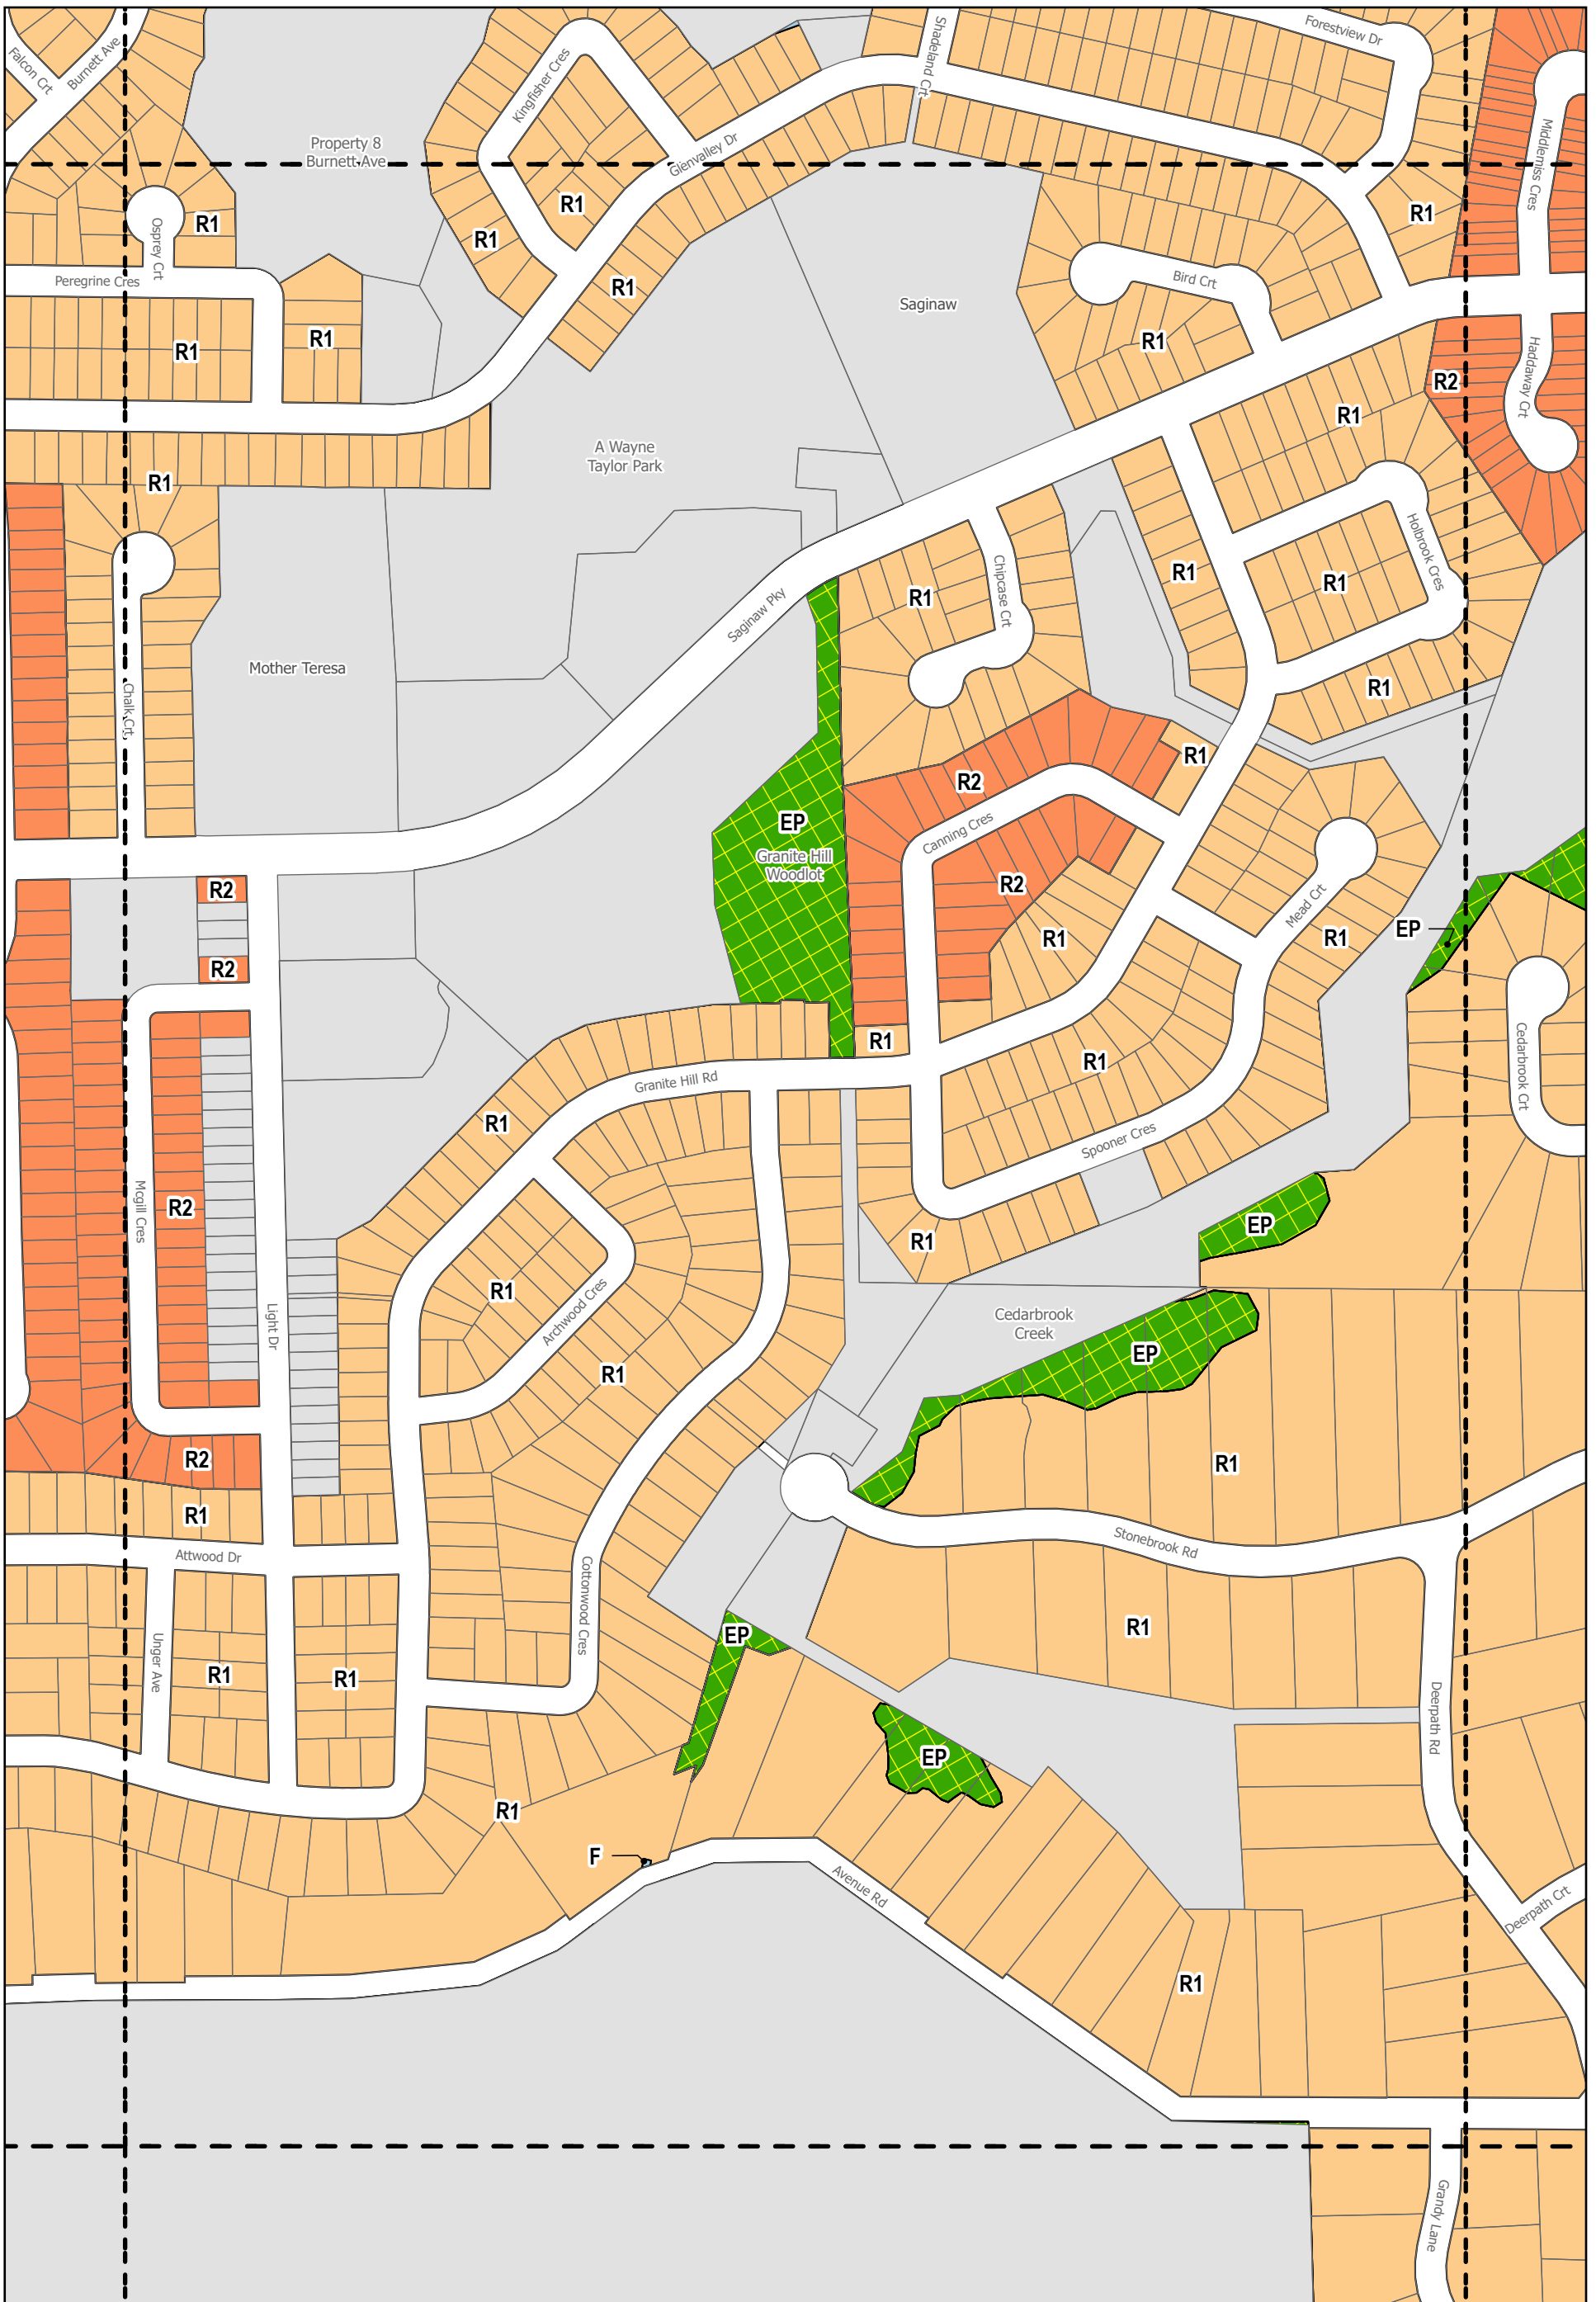 Falcon Crt
Burnett Ave
Kingfisher Cres
Shadeland Crt
Forestview Dr
Middlemiss Cres
Property 8
Burnett Ave
Glenvalley Dr
R1
R1
R1
R1
R1
Osprey Crt
Peregrine Cres
Bird Crt
Saginaw
R1
R1
R1
Haddaway Crt
R2
R1
A Wayne
Taylor Park
R1
Holbrook Cres
R1
R1
R1
Chipcase Crt
Saginaw Pky
Mother Teresa
Chalk Crt
R1
R1
R2
EP
Canning Cres
Granite Hill
Woodlot
R2
R2
Mead Crt
EP
R1
R1
R2
R1
Cedarbrook Crt
R1
Granite Hill Rd
R1
Spooner Cres
Mcgill Cres
R2
EP
R1
R1
Archwood Cres
Light Dr
Cedarbrook
Creek
EP
R1
R2
R1
R1
Attwood Dr
Stonebrook Rd
Cottonwood Cres
R1
Unger Ave
R1
R1
EP
Deerpath Rd
EP
R1
F
Avenue Rd
Deerpath Crt
R1
Grandy Lane